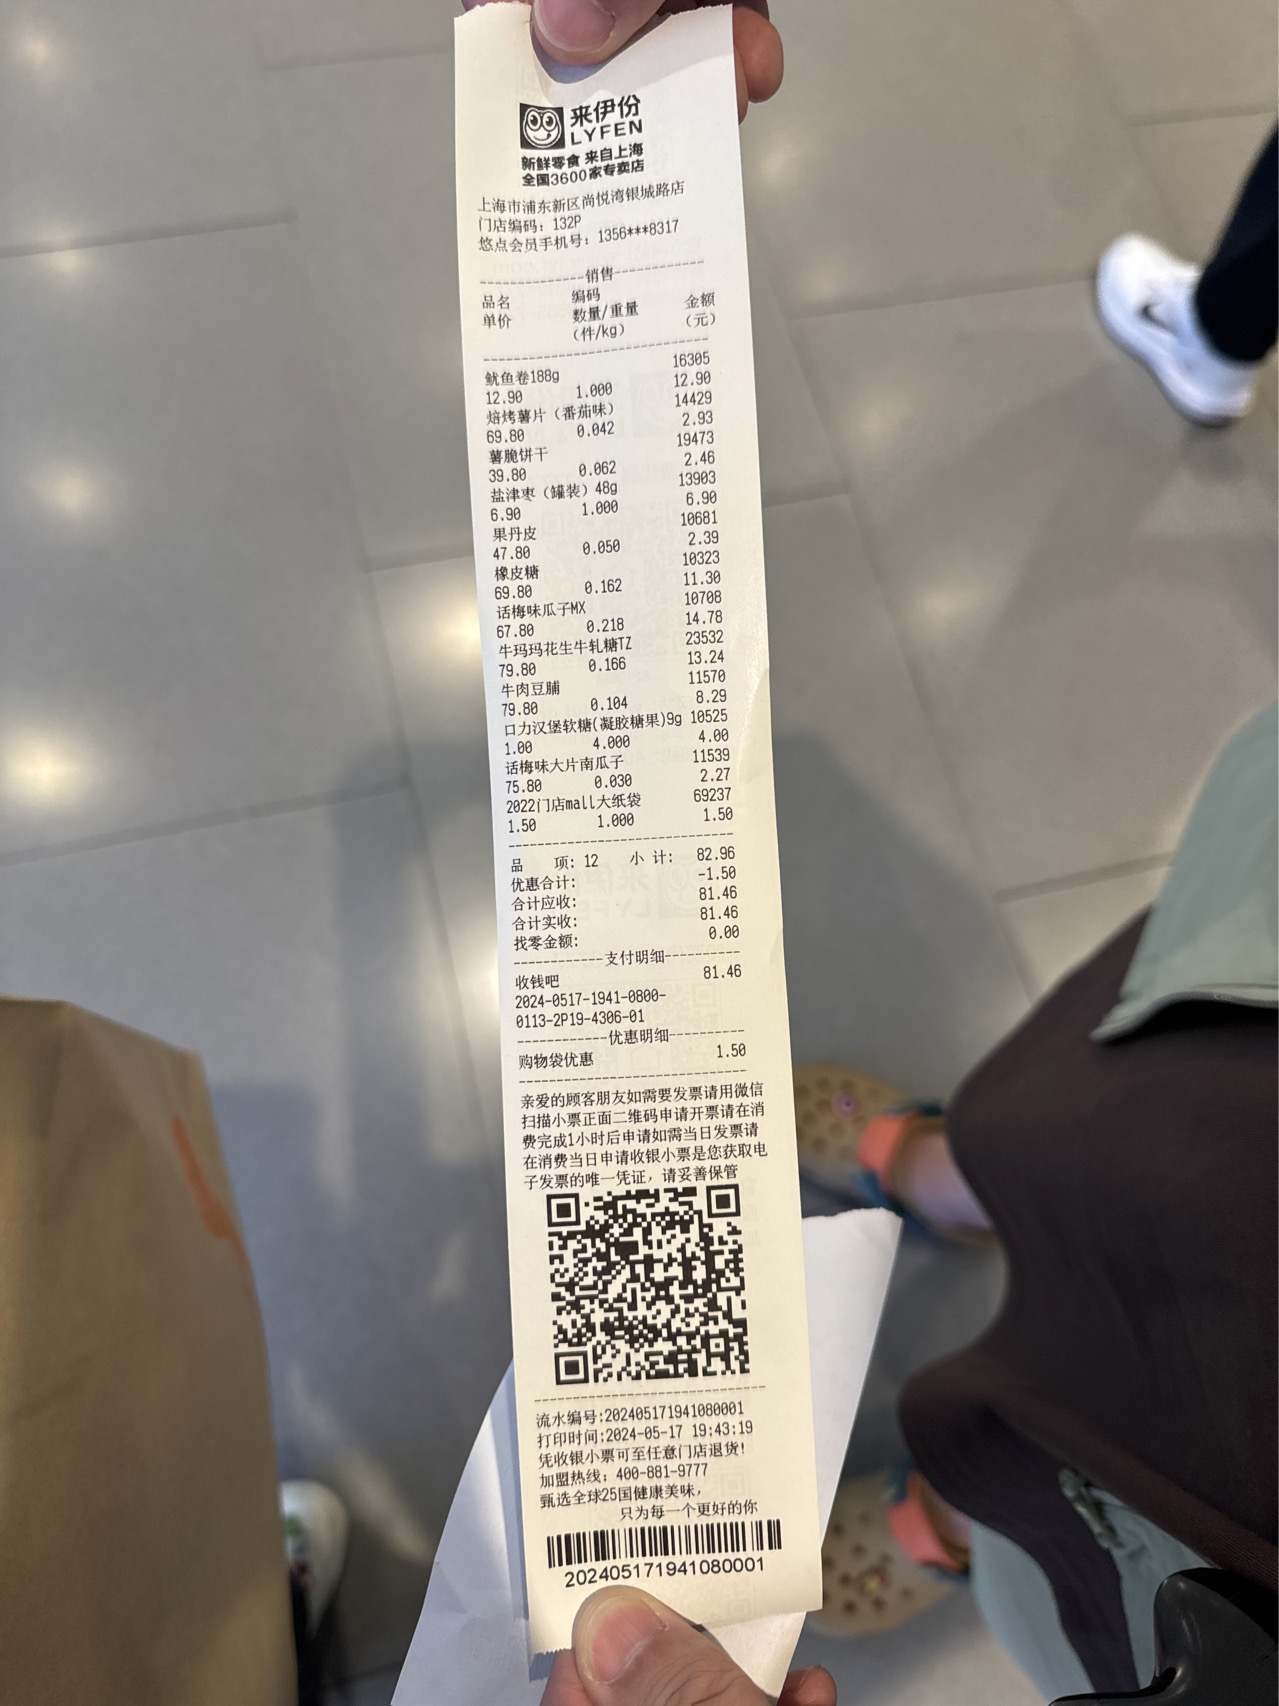 来伊份
LYFEN
新鲜零食 来自上海
全国3600家专卖店
上海市浦东新区尚悦湾银城路店
门店编码：132P
悠点会员手机号：1356***8317
------------销售------------
品名 编码 金额
单价 数量/重量 （元）
（件/kg）
鱿鱼卷188g 16305
12.90 1.000 12.90
焙烤薯片（番茄味） 14429
69.80 0.042 2.93
薯脆饼干 19473
39.80 0.062 2.46
盐津枣（罐装）48g 13903
6.90 1.000 6.90
果丹皮 10681
47.80 0.050 2.39
橡皮糖 10323
69.80 0.162 11.30
话梅味瓜子MX 10708
67.80 0.218 14.78
牛玛玛花生牛轧糖TZ 23532
79.80 0.166 13.24
牛肉豆脯 11570
79.80 0.104 8.29
口力汉堡软糖(凝胶糖果)9g 10525
1.00 4.000 4.00
话梅味大片南瓜子 11539
75.80 0.030 2.27
2022门店mall大纸袋 69237
1.50 1.000 1.50
品 项: 12 小 计: 82.96
优惠合计: -1.50
合计应收: 81.46
合计实收: 81.46
找零金额: 0.00
------------支付明细----------
收钱吧 81.46
2024-0517-1941-0800-
0113-2P19-4306-01
------------优惠明细----------
购物袋优惠 1.50
亲爱的顾客朋友如需要发票请用微信
扫描小票正面二维码申请开票请在消
费完成1小时后申请如需当日发票请
在消费当日申请收银小票是您获取电
子发票的唯一凭证，请妥善保管
流水编号:202405171941080001
打印时间:2024-05-17 19:43:19
凭收银小票可至任意门店退货!
加盟热线：400-881-9777
甄选全球25国健康美味，
只为每一个更好的你
202405171941080001